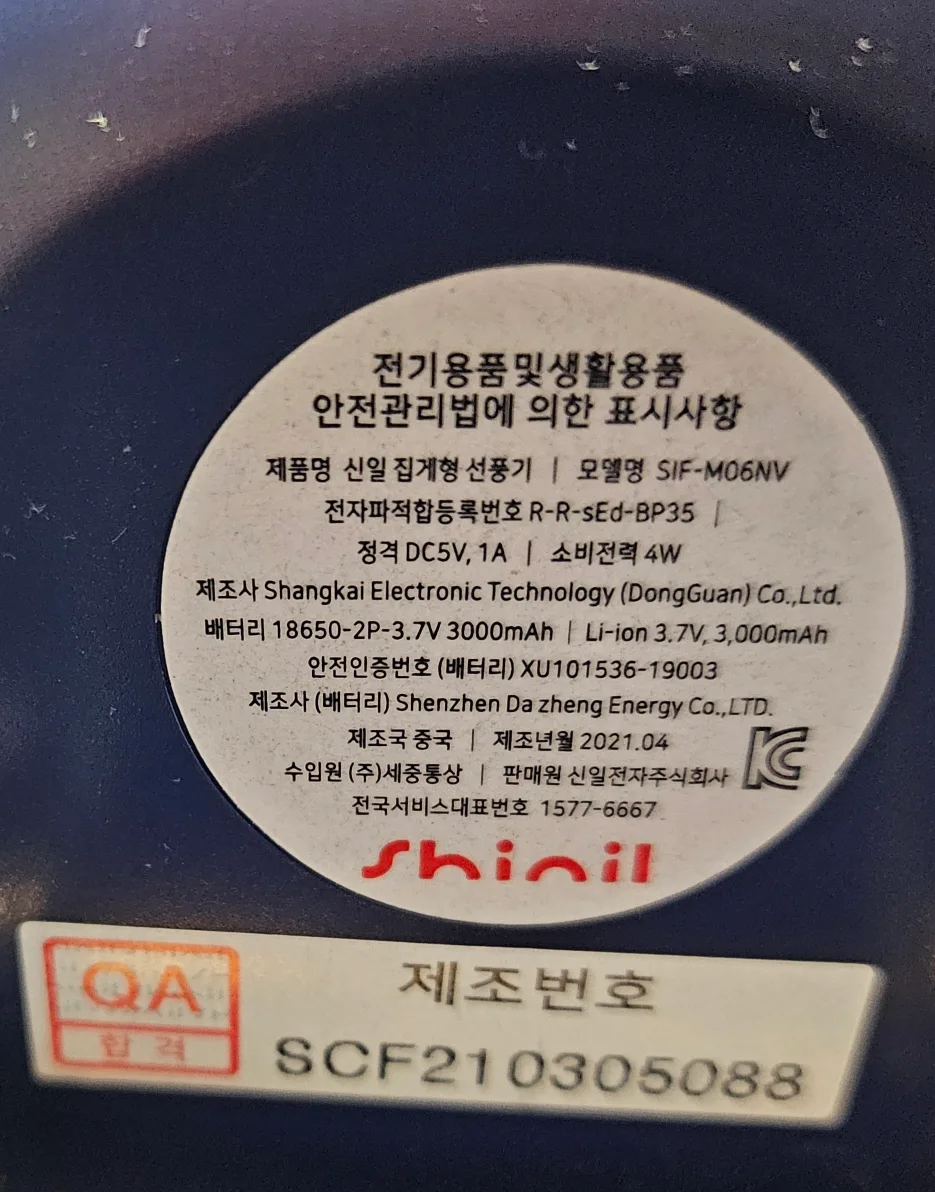 전기용품및생활용품
안전관리법에 의한 표시사항
제품명 신일 집게형 선풍기 | 모델명 SIF-M06NV
전자파적합등록번호 R-R-sEd-BP35 |
정격 DC5V, 1A | 소비전력 4W
제조사 Shangkai Electronic Technology (DongGuan) Co.,Ltd.
배터리 18650-2P-3.7V 3000mAh | Li-ion 3.7V, 3,000mAh
안전인증번호 (배터리) XU101536-19003
제조사 (배터리) Shenzhen Da zheng Energy Co.,LTD.
제조국 중국 | 제조년월 2021.04
수입원 (주)세중통상 | 판매원 신일전자주식회사
전국서비스대표번호 1577-6667
shinil
QA
합격
제조번호
SCF210305088